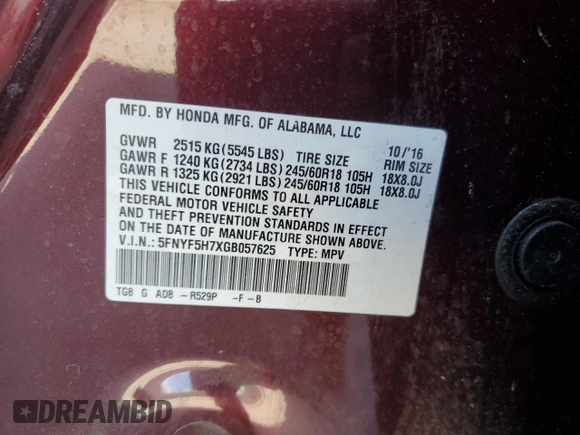 MFD. BY HONDA MFG. OF ALABAMA, LLC
GVWR 2515 KG(5545 LBS) TIRE SIZE 10/'16 RIM SIZE
GAWR F 1240 KG(2734 LBS)245/60R18 105H 18X8.0J
GAWR R 1325 KG(2921 LBS)245/60R18 105H 18X8.0J
THIS VEHICLE CONFORMS TO ALL APPLICABLE
FEDERAL MOTOR VEHICLE SAFETY
AND THEFT PREVENTION STANDARDS IN EFFECT
ON THE DATE OF MANUFACTURE SHOWN ABOVE.
V.I.N.: 5FNYF5H7XGB057625 TYPE: MPV
TG8 G AD8 -R529P -F-B
DREAMBID